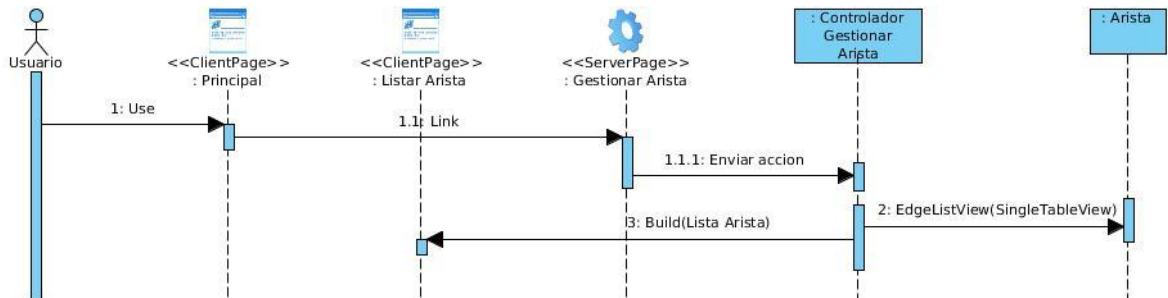 Usuario
<<ClientPage>>
: Principal
<<ClientPage>>
: Listar Arista
<<ServerPage>>
: Gestionar Arista
: Controlador
Gestionar
Arista
: Arista
1: Use
1.1: Link
1.1.1: Enviar accion
2: EdgeListView(SingleTableView)
3: Build(Lista Arista)